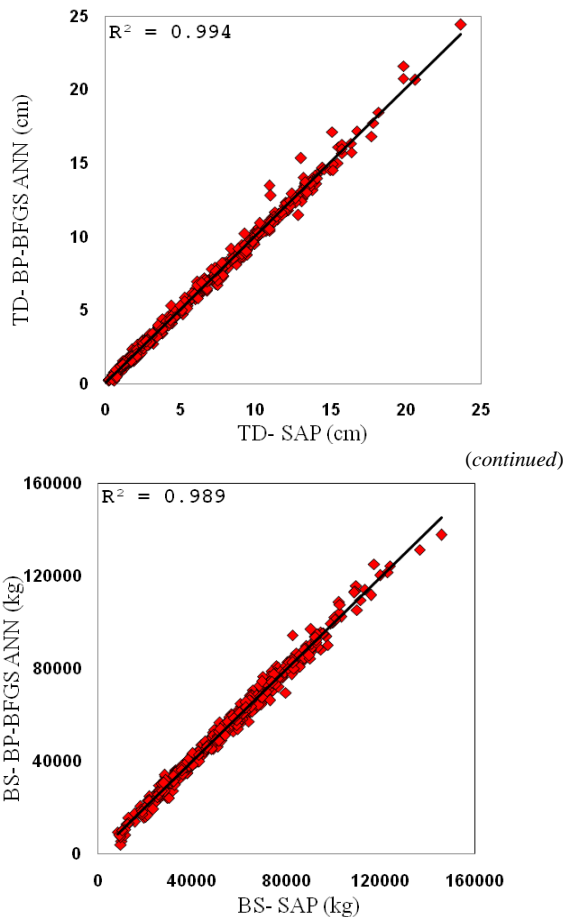 25
R² = 0.994
20
15
10
5
0
TD- BP-BFGS ANN (cm)
0 5 10 15 20 25
TD- SAP (cm)
(continued)
160000
R² = 0.989
120000
80000
40000
0
BS- BP-BFGS ANN (kg)
0 40000 80000 120000 160000
BS- SAP (kg)